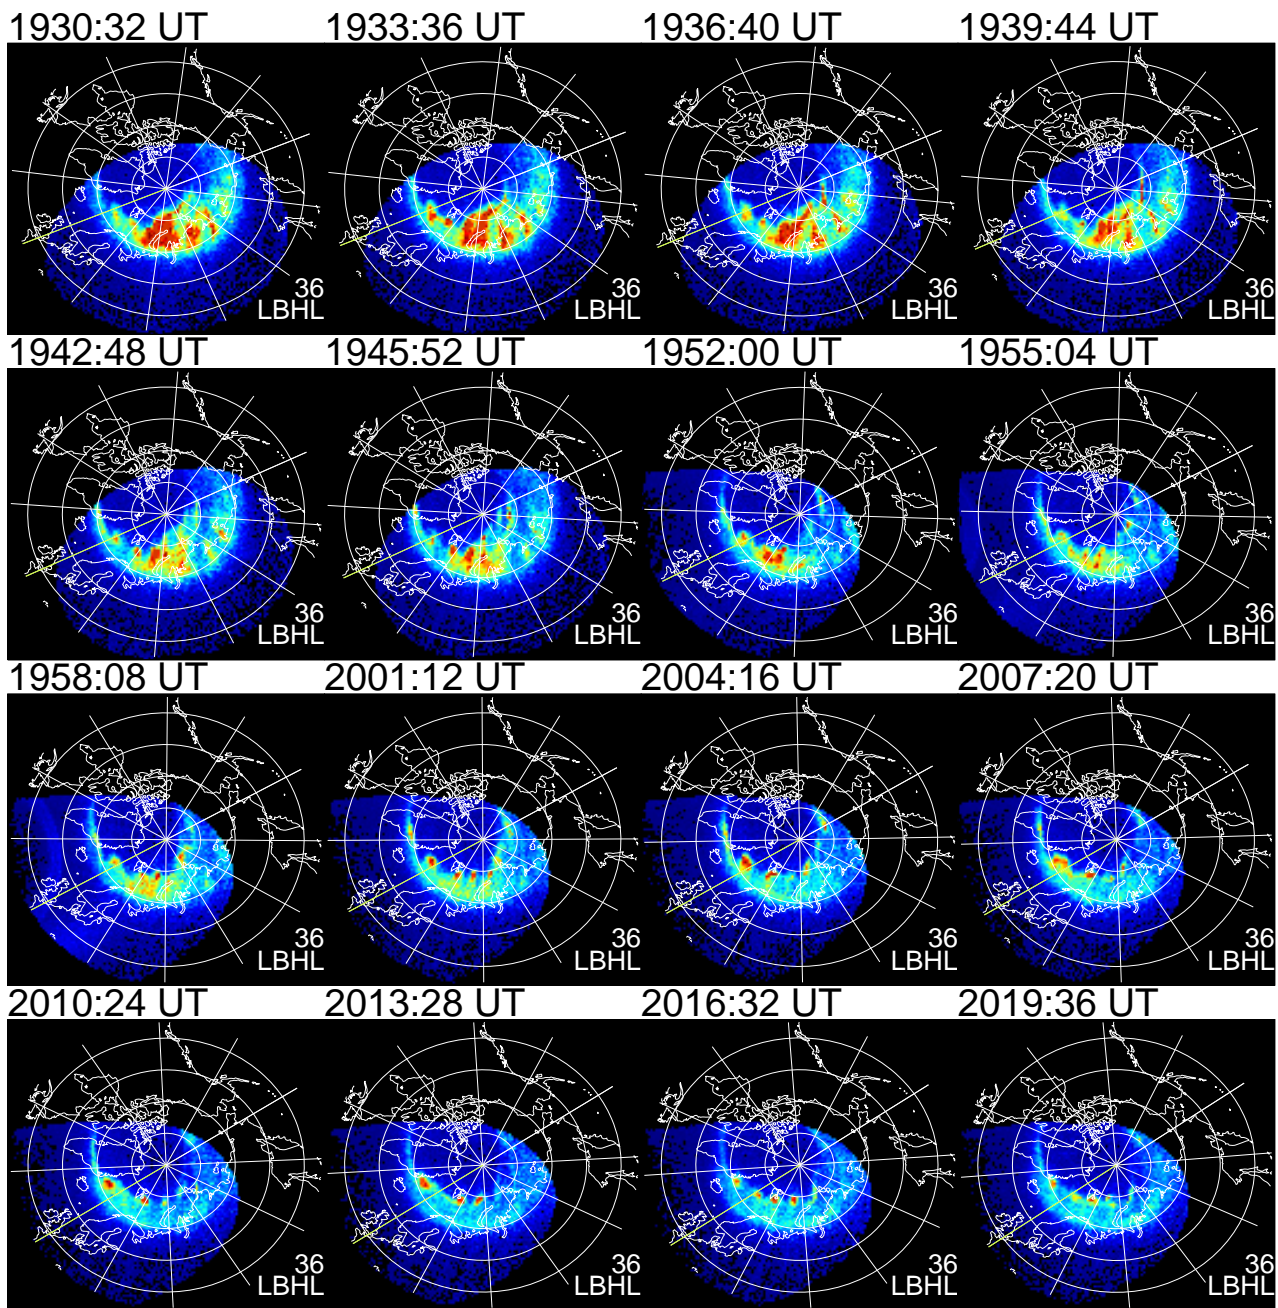 1930:32 UT
1933:36 UT
1936:40 UT
1939:44 UT
36
LBHL
36
LBHL
36
LBHL
36
LBHL
1942:48 UT
1945:52 UT
1952:00 UT
1955:04 UT
36
LBHL
36
LBHL
36
LBHL
36
LBHL
1958:08 UT
2001:12 UT
2004:16 UT
2007:20 UT
36
LBHL
36
LBHL
36
LBHL
36
LBHL
2010:24 UT
2013:28 UT
2016:32 UT
2019:36 UT
36
LBHL
36
LBHL
36
LBHL
36
LBHL